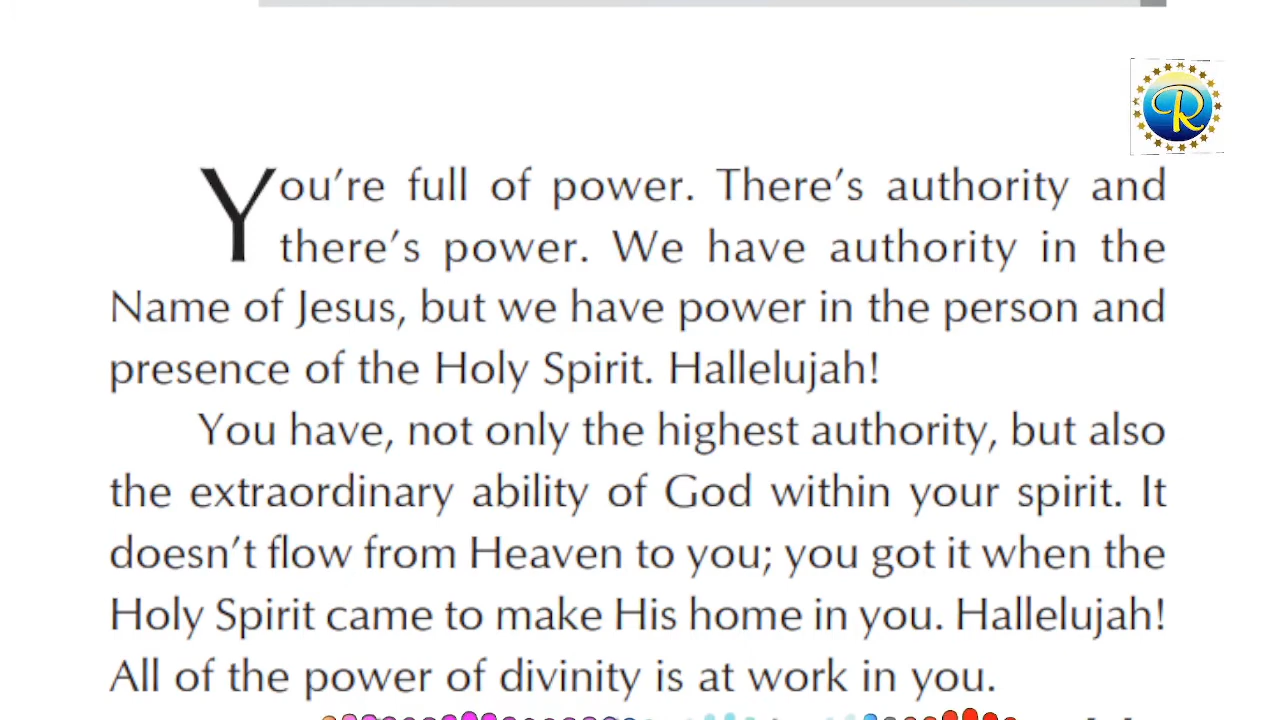 You're full of power. There's authority and
there's power. We have authority in the
Name of Jesus, but we have power in the person and
presence of the Holy Spirit. Hallelujah!
You have, not only the highest authority, but also
the extraordinary ability of God within your spirit. It
doesn't flow from Heaven to you; you got it when the
Holy Spirit came to make His home in you. Hallelujah!
All of the power of divinity is at work in you.
R